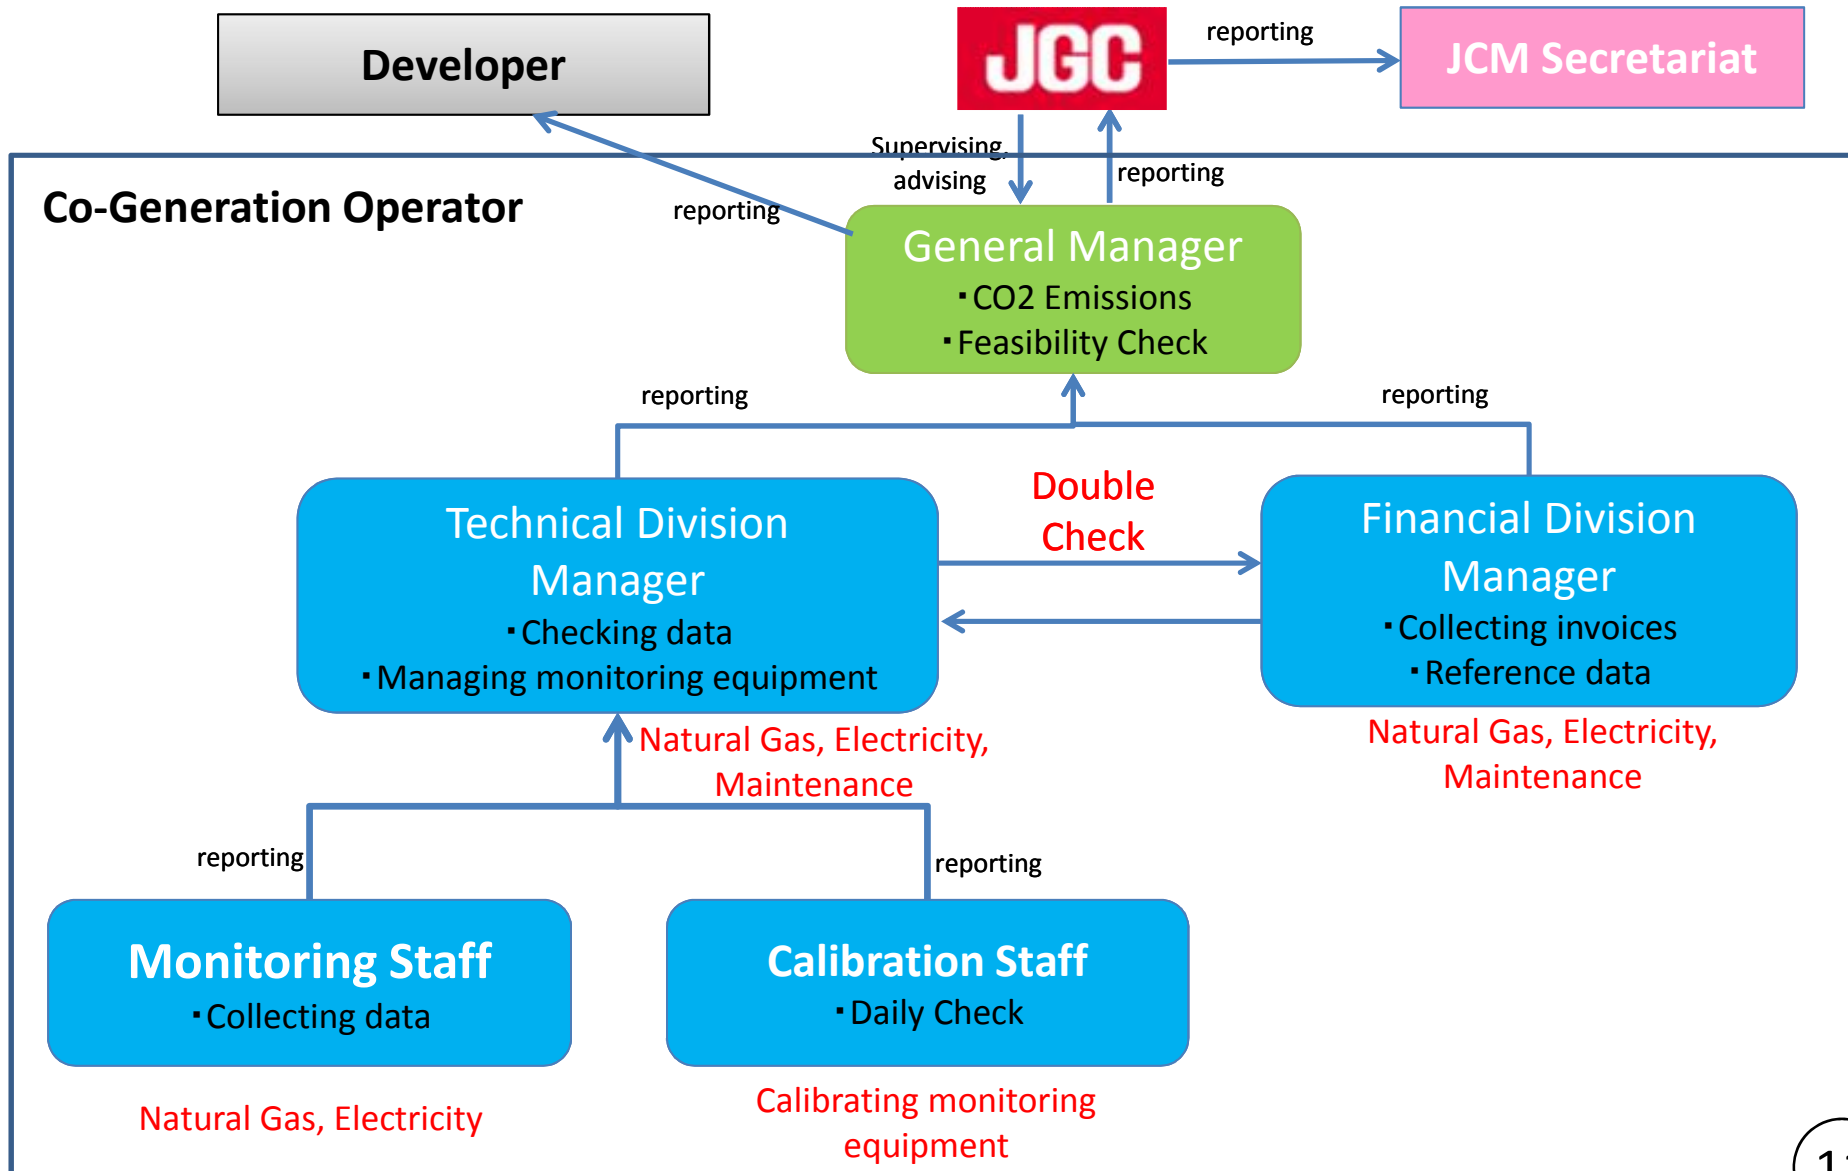 Developer
JGC
reporting
JCM Secretariat
Supervising,
advising
reporting
reporting
Co-Generation Operator
General Manager
・CO2 Emissions
・Feasibility Check
reporting
reporting
Technical Division
Manager
・Checking data
・Managing monitoring equipment
Double
Check
Financial Division
Manager
・Collecting invoices
・Reference data
Natural Gas, Electricity,
Maintenance
Natural Gas, Electricity,
Maintenance
reporting
reporting
Monitoring Staff
・Collecting data
Calibration Staff
・Daily Check
Natural Gas, Electricity
Calibrating monitoring
equipment